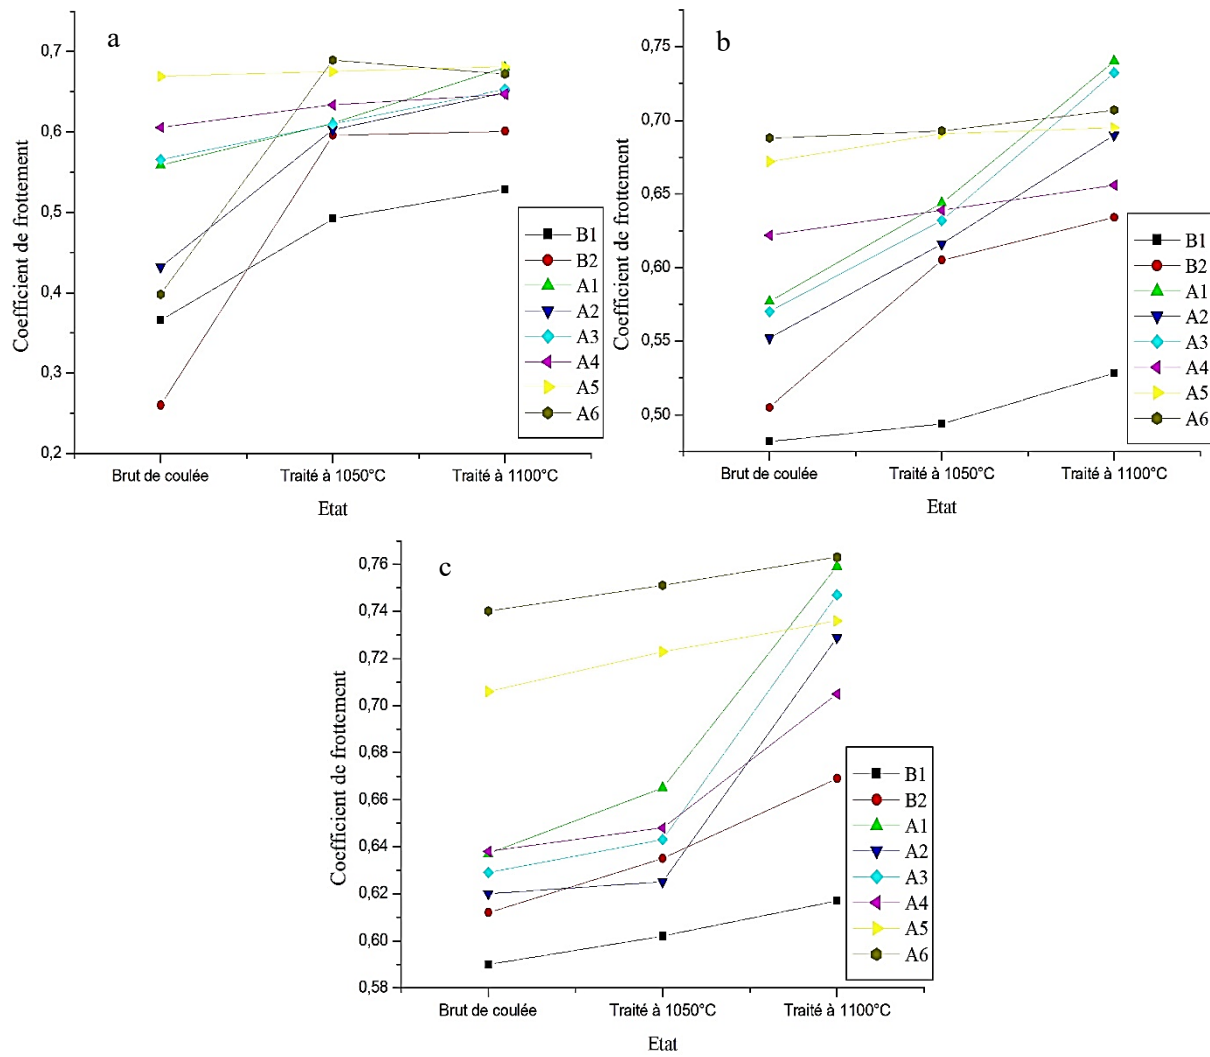 a
0,7
0,6
0,5
0,4
0,3
0,2
Coefficient de frottement
Brut de coulée
Traité à 1050°C
Traité à 1100°C
Etat
B1
B2
A1
A2
A3
A4
A5
A6
b
0,75
0,70
0,65
0,60
0,55
0,50
Coefficient de frottement
Brut de coulée
Traité à 1050°C
Traité à 1100°C
Etat
B1
B2
A1
A2
A3
A4
A5
A6
c
0,76
0,74
0,72
0,70
0,68
0,66
0,64
0,62
0,60
0,58
Coefficient de frottement
Brut de coulée
Traité à 1050°C
Traité à 1100°C
Etat
B1
B2
A1
A2
A3
A4
A5
A6